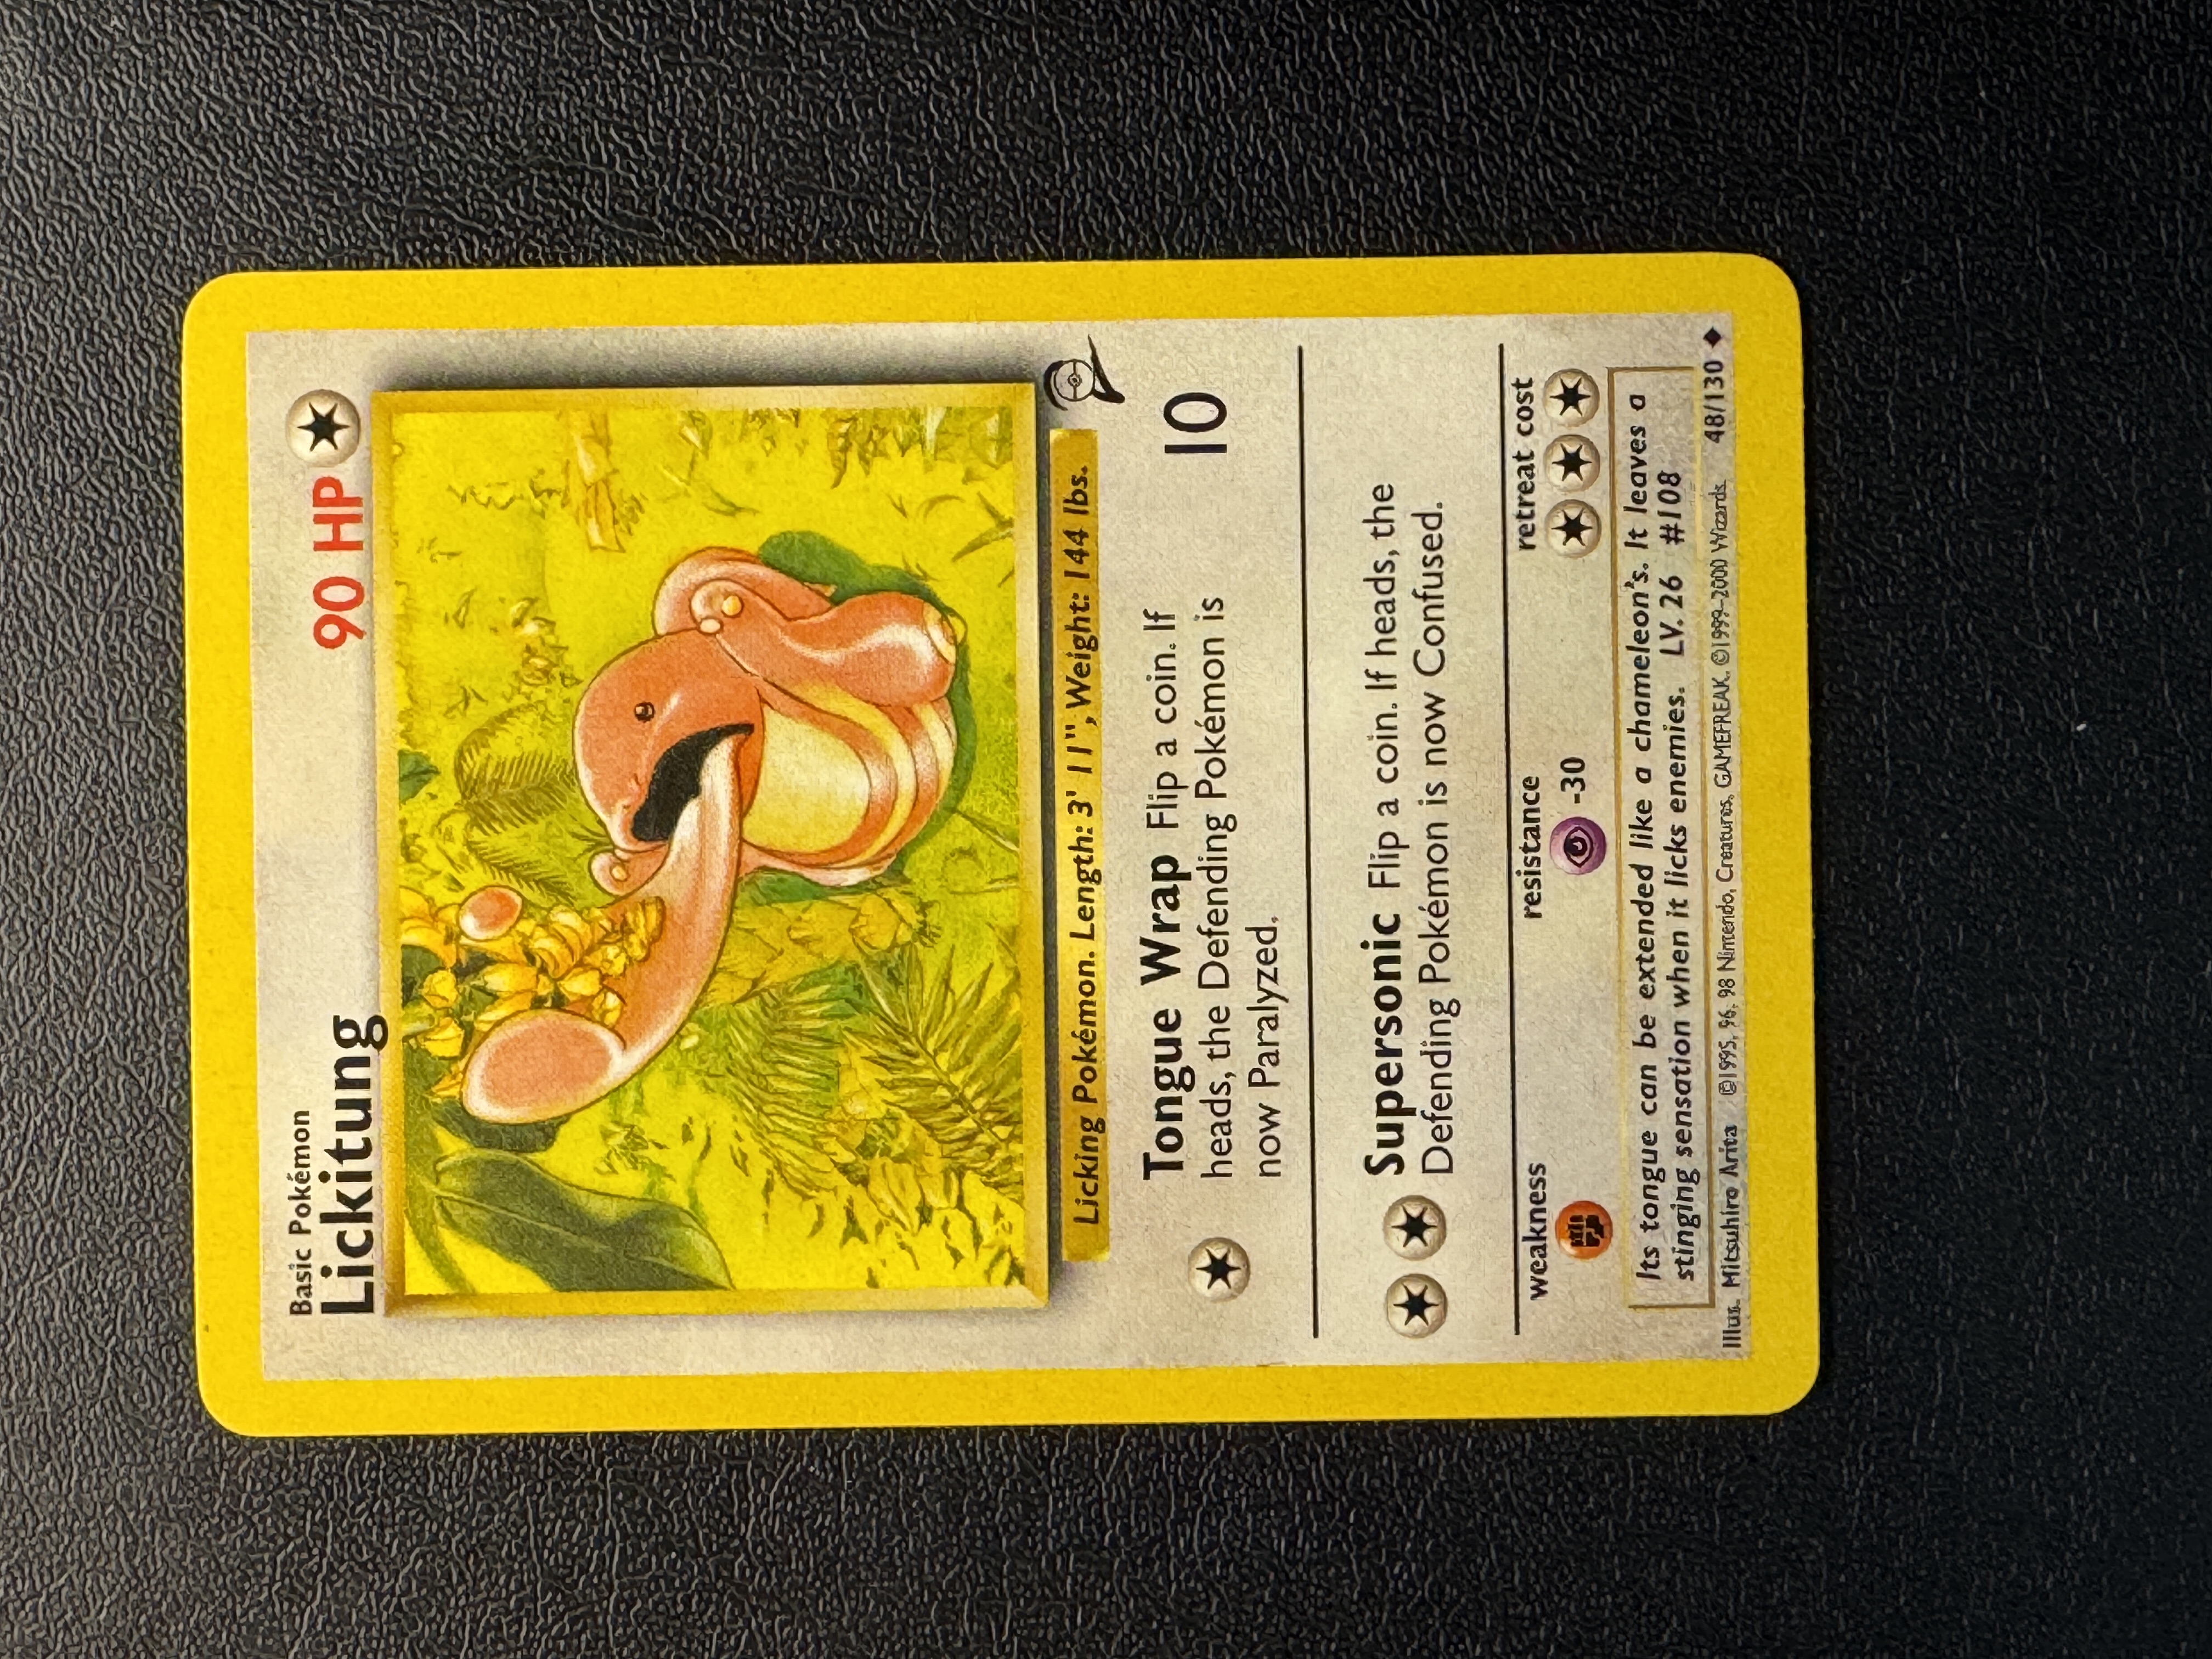 Basic Pokémon
Lickitung
90 HP
Licking Pokémon. Length: 3' 11", Weight: 144 lbs.
Tongue Wrap Flip a coin. If
heads, the Defending Pokémon is
now Paralyzed.
10
Supersonic Flip a coin. If heads, the
Defending Pokémon is now Confused.
weakness
resistance
-30
retreat cost
Its tongue can be extended like a chameleon's. It leaves a
stinging sensation when it licks enemies. LV. 26 #108
Illus. Mitsuhiro Arita ©1995, 96, 98 Nintendo, Creatures, GAMEFREAK. ©1999-2000 Wizards. 48/130